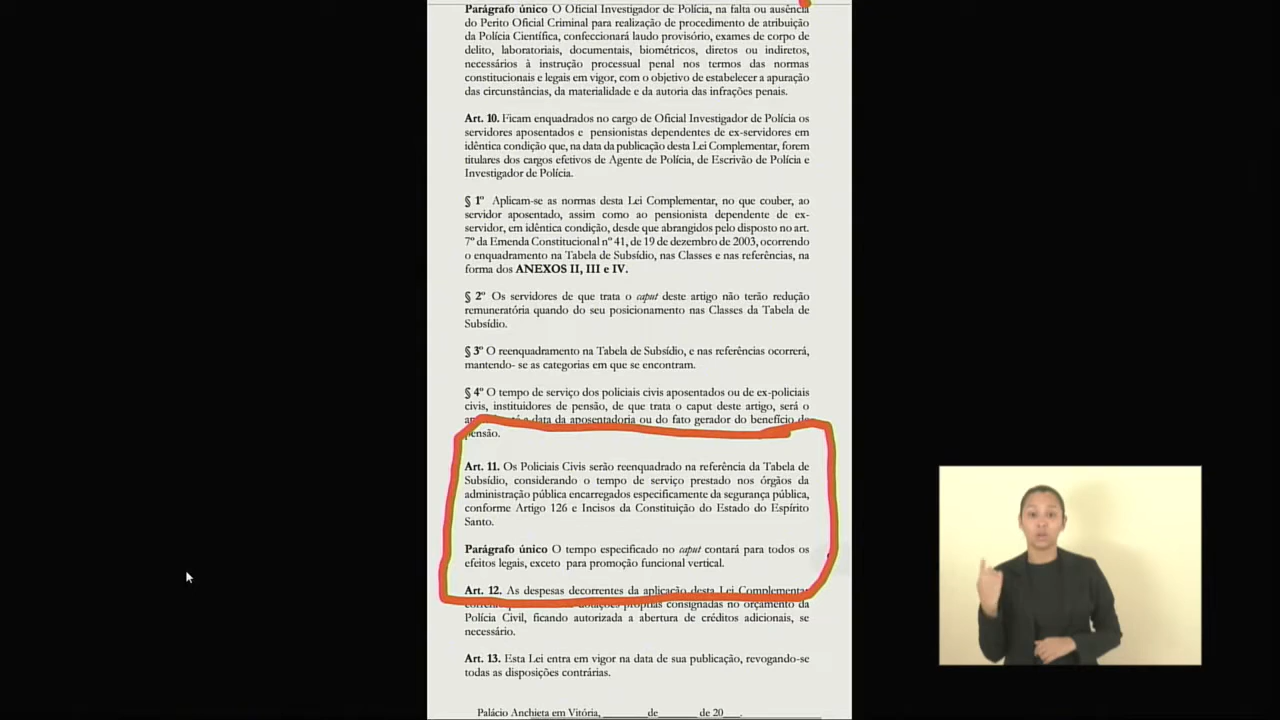 Parágrafo único O Oficial Investigador de Polícia, na falta ou ausência
do Perito Oficial Criminal para realização de procedimento de atribuição
da Polícia Científica, confeccionará laudo provisório, exames de corpo de
delito, laboratoriais, documentais, biométricos, diretos ou indiretos,
necessários à instrução processual penal nos termos das normas
constitucionais e legais em vigor, com o objetivo de estabelecer a apuração
das circunstâncias, da materialidade e da autoria das infrações penais.
Art. 10. Ficam enquadrados no cargo de Oficial Investigador de Polícia os
servidores aposentados e pensionistas dependentes de ex-servidores em
idêntica condição que, na data da publicação desta Lei Complementar, forem
titulares dos cargos efetivos de Agente de Polícia, de Escrivão de Polícia e
Investigador de Polícia.
§ 1º Aplicam-se as normas desta Lei Complementar, no que couber, ao
servidor aposentado, assim como ao pensionista dependente de ex-
servidor, em idêntica condição, desde que abrangidos pelo disposto no art.
7º da Emenda Constitucional nº 41, de 19 de dezembro de 2003, ocorrendo
o enquadramento na Tabela de Subsídio, nas Classes e nas referências, na
forma dos ANEXOS II, III e IV.
§ 2º Os servidores de que trata o caput deste artigo não terão redução
remuneratória quando do seu posicionamento nas Classes da Tabela de
Subsídio.
§ 3º O reenquadramento na Tabela de Subsídio, e nas referências ocorrerá,
mantendo- se as categorias em que se encontram.
§ 4º O tempo de serviço dos policiais civis aposentados ou de ex-policiais
civis, instituidores de pensão, de que trata o caput deste artigo, será o
a data da aposentadoria ou do fato gerador do benefício de
pensão.
Art. 11. Os Policiais Civis serão reenquadrado na referência da Tabela de
Subsídio, considerando o tempo de serviço prestado nos órgãos da
administração pública encarregados especificamente da segurança pública,
conforme Artigo 126 e Incisos da Constituição do Estado do Espírito
Santo.
Parágrafo único O tempo especificado no caput contará para todos os
efeitos legais, exceto para promoção funcional vertical.
Art. 12. As despesas decorrentes da aplicação desta Lei Complementar
dotações próprias consignadas no orçamento da
Polícia Civil, ficando autorizada a abertura de créditos adicionais, se
necessário.
Art. 13. Esta Lei entra em vigor na data de sua publicação, revogando-se
todas as disposições contrárias.
Palácio Anchieta em Vitória, ________de_______ de 20___.